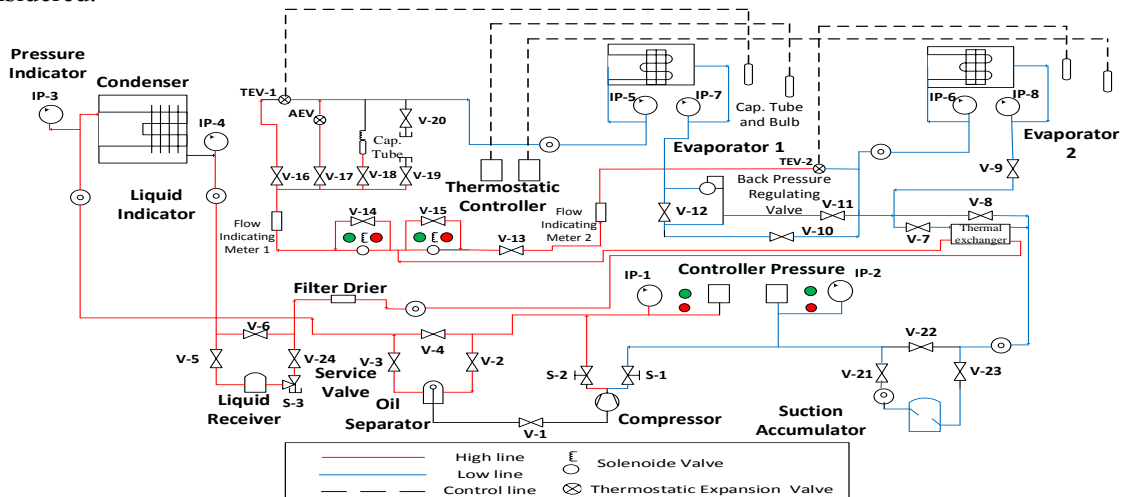 Pressure
Indicator
IP-3
Condenser
IP-4
Liquid
Indicator
TEV-1
AEV
V-20
Cap.
Tube
V-16
V-17
V-18
V-19
Thermostatic
Controller
IP-5
IP-7
Evaporator 1
Cap. Tube
and Bulb
IP-6
IP-8
Evaporator
2
TEV-2
Back Pressure
Regulating
Valve
V-9
V-12
V-11
V-8
V-10
V-7
Thermal
exchanger
Flow
Indicating
Meter 1
V-14
V-15
V-13
Flow
Indicating
Meter 2
Filter Drier
IP-1
Controller Pressure
IP-2
V-6
V-5
V-24
Service
Valve
Liquid
Receiver
S-3
V-4
V-3
V-2
Oil
Separator
V-1
S-2
S-1
Compressor
V-22
V-21
V-23
Suction
Accumulator
High line
Low line
Control line
Solenoide Valve
Thermostatic Expansion Valve